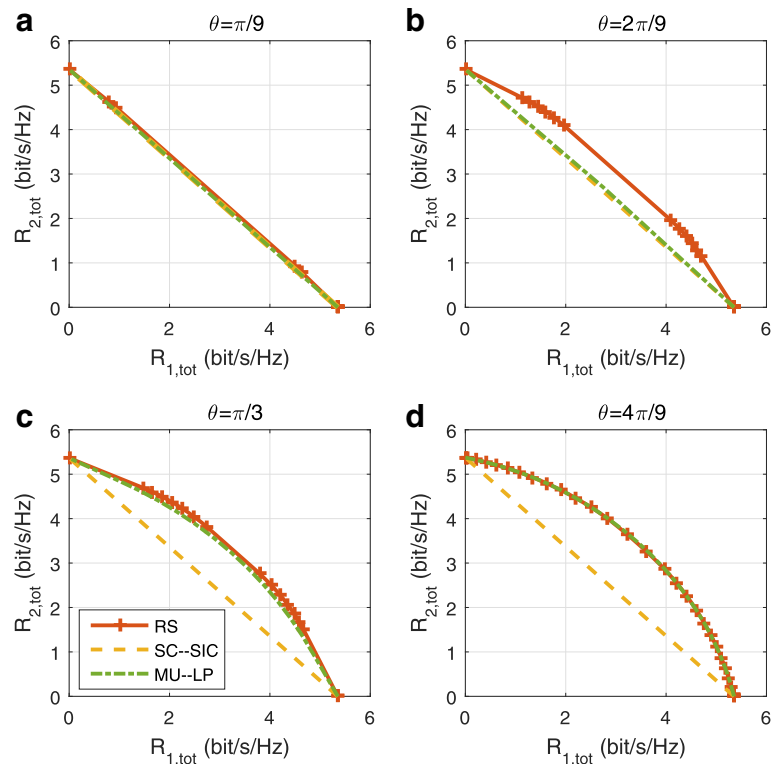 a
θ=π/9
6
5
4
3
2
1
0
R2,tot (bit/s/Hz)
0 2 4 6
R1,tot (bit/s/Hz)
b
θ=2π/9
6
5
4
3
2
1
0
R2,tot (bit/s/Hz)
0 2 4 6
R1,tot (bit/s/Hz)
c
θ=π/3
6
5
4
3
2
1
0
R2,tot (bit/s/Hz)
RS
SC--SIC
MU--LP
0 2 4 6
R1,tot (bit/s/Hz)
d
θ=4π/9
6
5
4
3
2
1
0
R2,tot (bit/s/Hz)
0 2 4 6
R1,tot (bit/s/Hz)